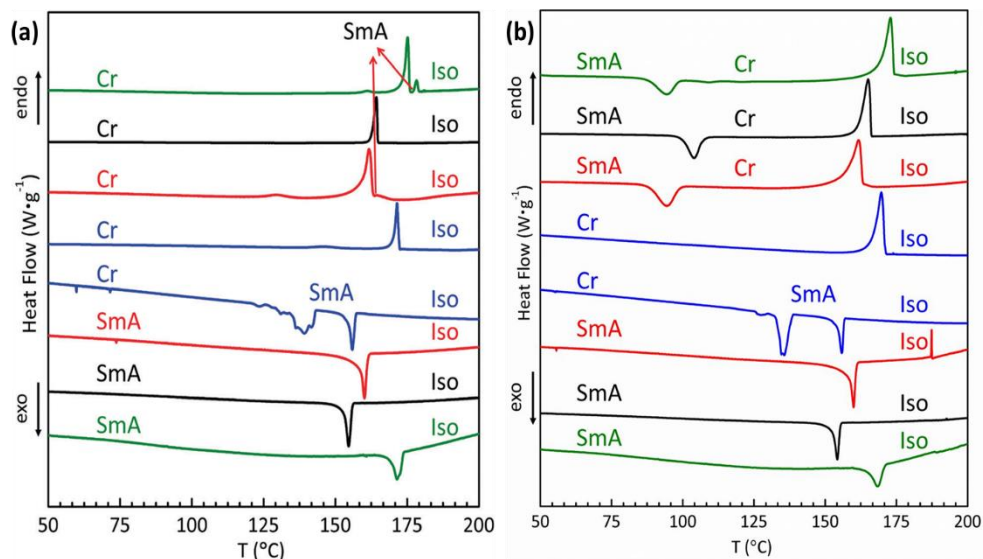 (a)
SmA
Cr Iso
Cr Iso
Cr Iso
Cr Iso
Cr SmA Iso
SmA Iso
SmA Iso
SmA Iso
endo
Heat Flow (W·g⁻¹)
exo
50 75 100 125 150 175 200
T (°C)
(b)
SmA Cr Iso
SmA Cr Iso
SmA Cr Iso
Cr Iso
Cr SmA Iso
SmA Iso
SmA Iso
SmA Iso
endo
Heat Flow (W·g⁻¹)
exo
50 75 100 125 150 175 200
T (°C)